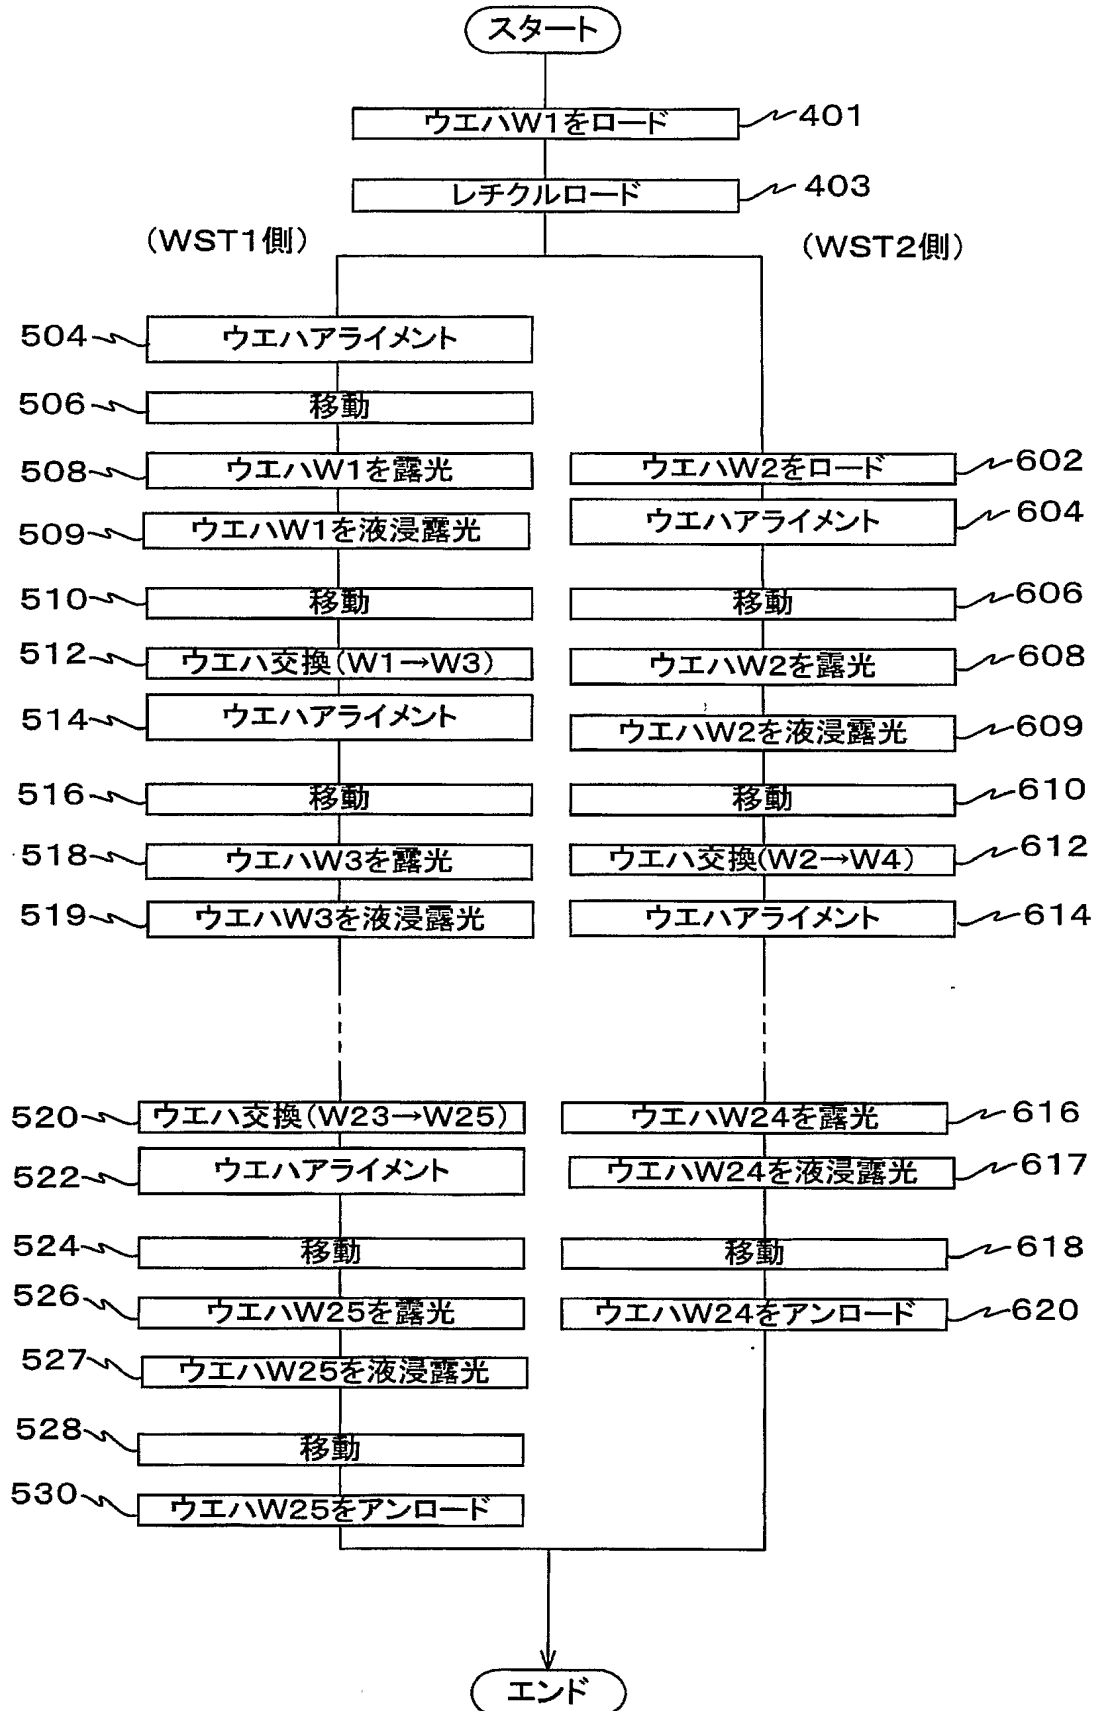 スタート
ウエハW1をロード
401
レチクルロード
403
(WST1側)
(WST2側)
504
ウエハアライメント
506
移動
508
ウエハW1を露光
509
ウエハW1を液浸露光
510
移動
512
ウエハ交換(W1→W3)
514
ウエハアライメント
516
移動
518
ウエハW3を露光
519
ウエハW3を液浸露光
520
ウエハ交換(W23→W25)
522
ウエハアライメント
524
移動
526
ウエハW25を露光
527
ウエハW25を液浸露光
528
移動
530
ウエハW25をアンロード
ウエハW2をロード
602
ウエハアライメント
604
移動
606
ウエハW2を露光
608
ウエハW2を液浸露光
609
移動
610
ウエハ交換(W2→W4)
612
ウエハアライメント
614
ウエハW24を露光
616
ウエハW24を液浸露光
617
移動
618
ウエハW24をアンロード
620
エンド